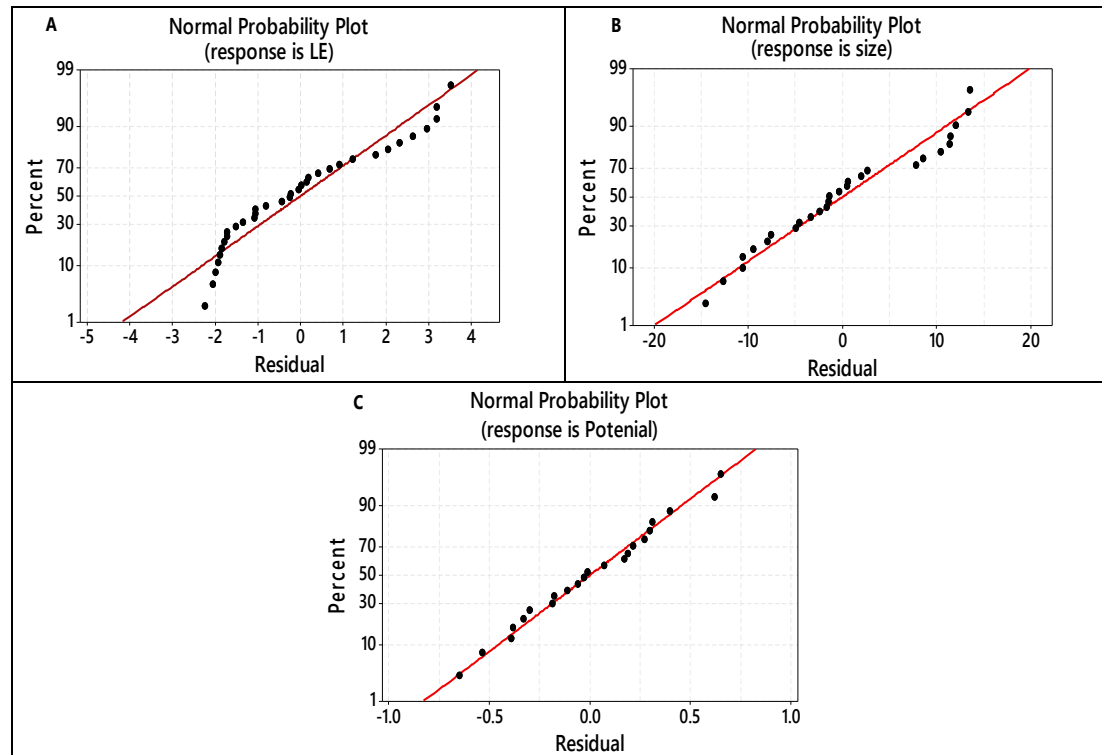 A
Normal Probability Plot
(response is LE)
99
90
70
50
30
10
1
Percent
-5 -4 -3 -2 -1 0 1 2 3 4
Residual
B
Normal Probability Plot
(response is size)
99
90
70
50
30
10
1
Percent
-20 -10 0 10 20
Residual
C
Normal Probability Plot
(response is Potenial)
99
90
70
50
30
10
1
Percent
-1.0 -0.5 0.0 0.5 1.0
Residual